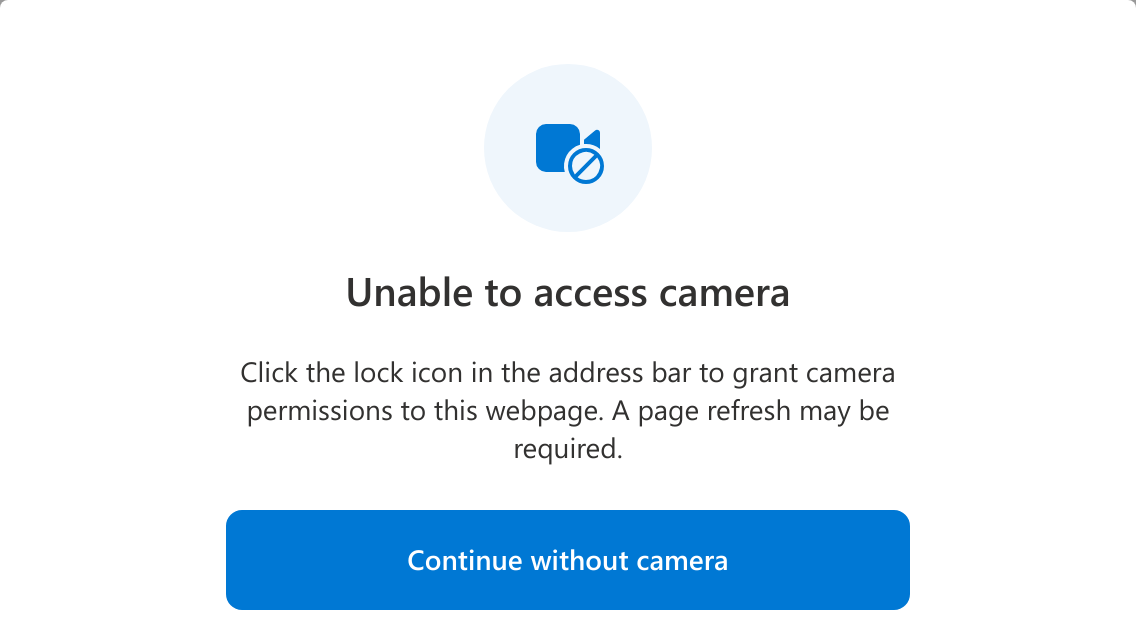 Unable to access camera
Click the lock icon in the address bar to grant camera
permissions to this webpage. A page refresh may be
required.
Continue without camera